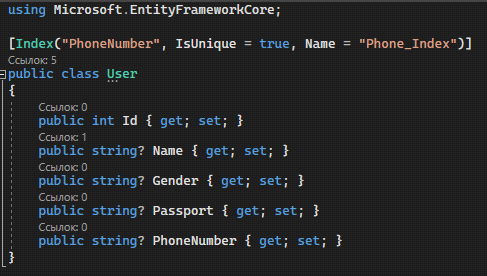 using Microsoft.EntityFrameworkCore;
[Index("PhoneNumber", IsUnique = true, Name = "Phone_Index")]
Ссылок: 5
public class User
{
Ссылок: 0
public int Id { get; set; }
Ссылок: 1
public string? Name { get; set; }
Ссылок: 0
public string? Gender { get; set; }
Ссылок: 0
public string? Passport { get; set; }
Ссылок: 0
public string? PhoneNumber { get; set; }
}